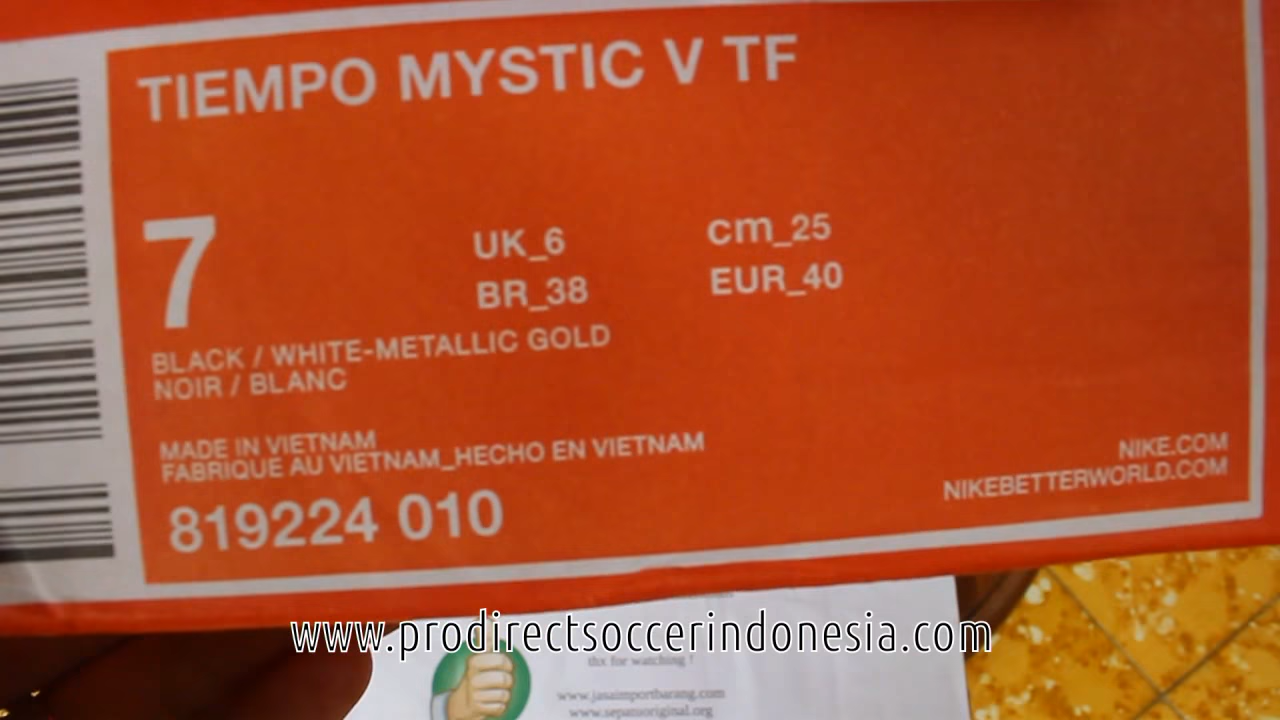 TIEMPO MYSTIC V TF
7
UK_6
cm_25
BR_38
EUR_40
BLACK / WHITE-METALLIC GOLD
NOIR / BLANC
MADE IN VIETNAM
FABRIQUE AU VIETNAM_HECHO EN VIETNAM
819224 010
NIKE.COM
NIKEBETTERWORLD.COM
www.prodirectsoccerindonesia.com
thx for watching !
www.jasaimportbarang.com
www.sepatuoriginal.org